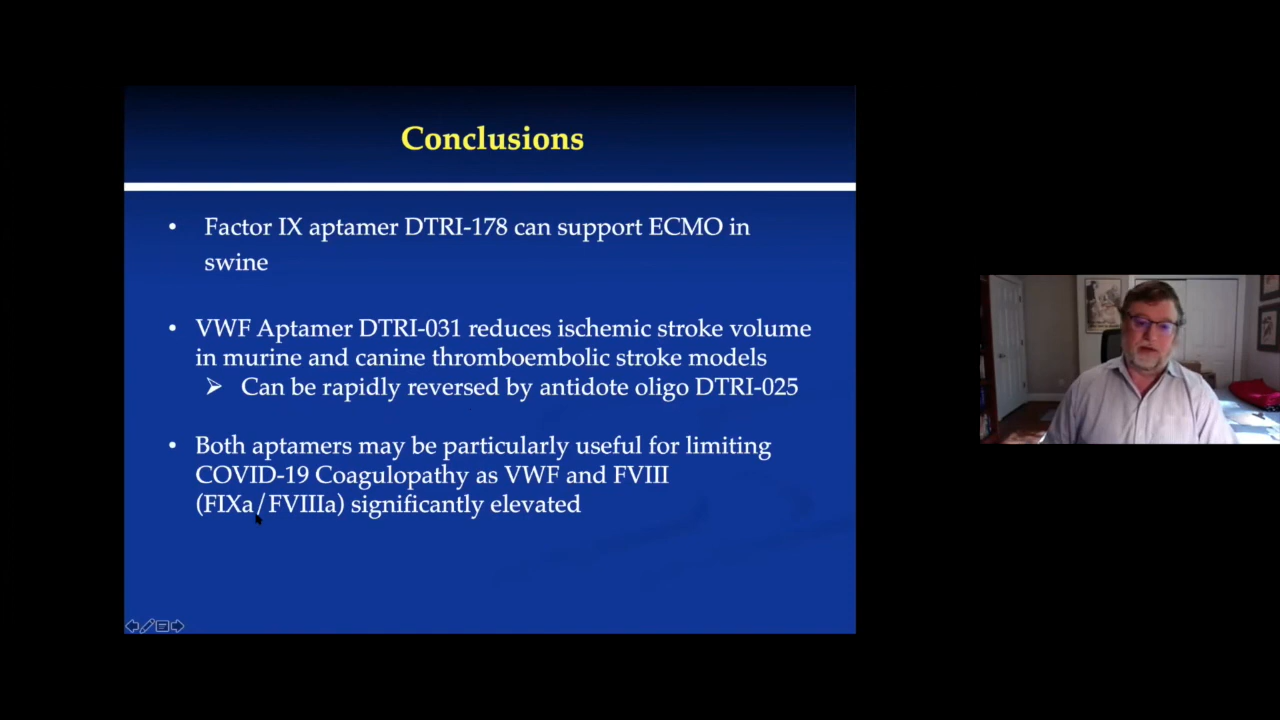 Conclusions
• Factor IX aptamer DTRI-178 can support ECMO in
swine
• VWF Aptamer DTRI-031 reduces ischemic stroke volume
in murine and canine thromboembolic stroke models
➢ Can be rapidly reversed by antidote oligo DTRI-025
• Both aptamers may be particularly useful for limiting
COVID-19 Coagulopathy as VWF and FVIII
(FIXa/FVIIIa) significantly elevated